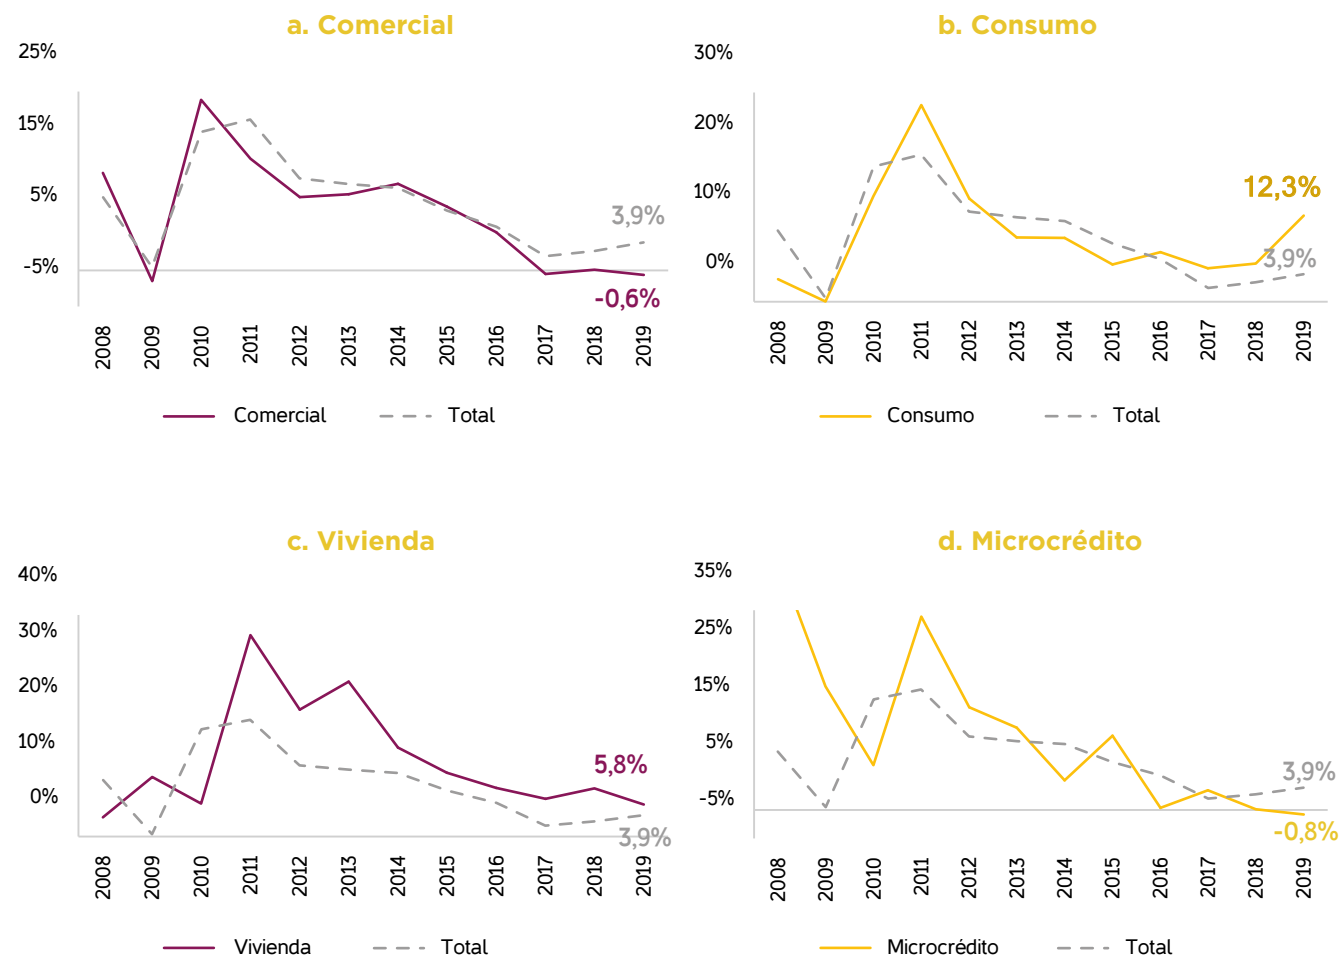 a. Comercial
25%
15%
5%
-5%
3,9%
-0,6%
2008 2009 2010 2011 2012 2013 2014 2015 2016 2017 2018 2019
Comercial Total
b. Consumo
30%
20%
10%
0%
12,3%
3,9%
2008 2009 2010 2011 2012 2013 2014 2015 2016 2017 2018 2019
Consumo Total
c. Vivienda
40%
30%
20%
10%
0%
5,8%
3,9%
2008 2009 2010 2011 2012 2013 2014 2015 2016 2017 2018 2019
Vivienda Total
d. Microcrédito
35%
25%
15%
5%
-5%
3,9%
-0,8%
2008 2009 2010 2011 2012 2013 2014 2015 2016 2017 2018 2019
Microcrédito Total